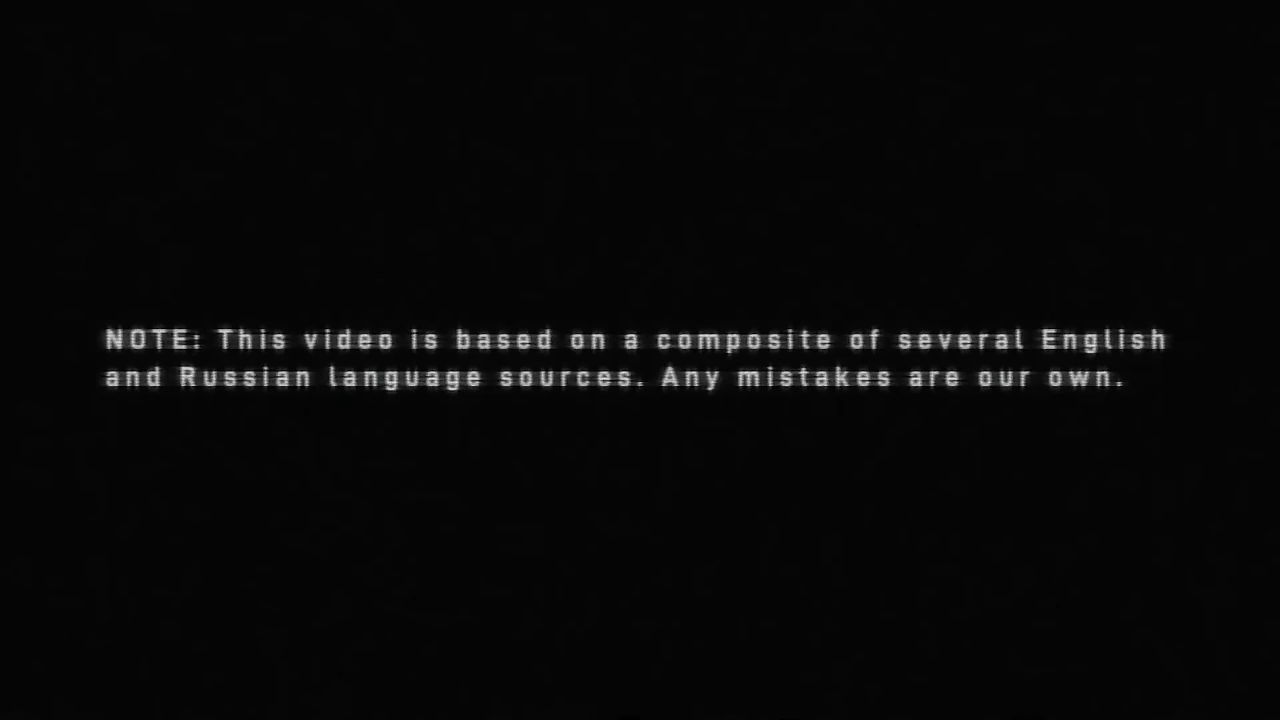 NOTE: This video is based on a composite of several English
and Russian language sources. Any mistakes are our own.